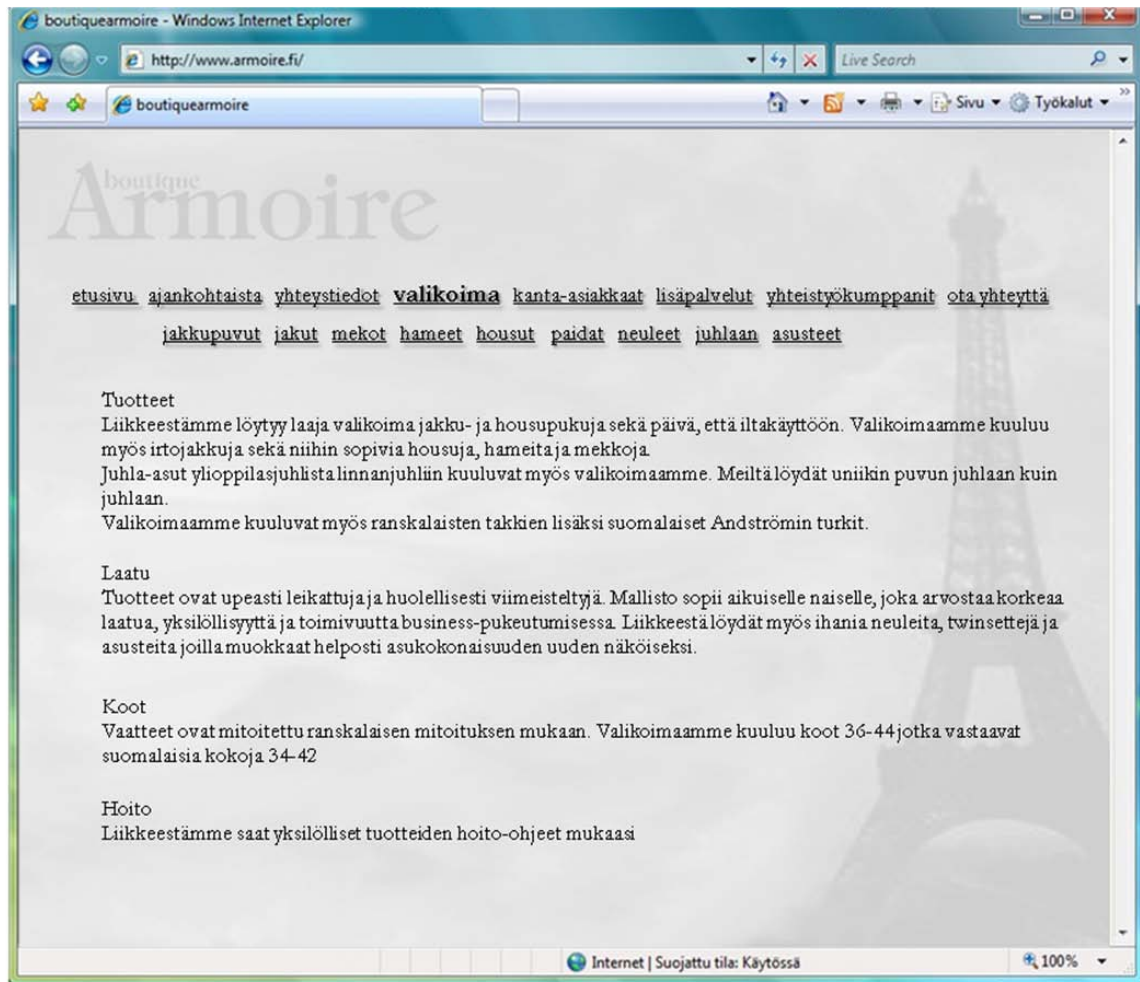 boutiquearmoire - Windows Internet Explorer
http://www.armoire.fi/
Live Search
boutiquearmoire
Sivu
Työkalut
boutique
Armoire
etusivu ajankohtaista yhteystiedot valikoima kanta-asiakkaat lisäpalvelut yhteistyökumppanit ota yhteyttä
jakkupuvut jakut mekot hameet housut paidat neuleet juhlaan asusteet
Tuotteet
Liikkeestämme löytyy laaja valikoima jakku- ja housupukuja sekä päivä, että iltakäyttöön. Valikoimaamme kuuluu
myös irtojakkuja sekä niihin sopivia housuja, hameita ja mekkoja.
Juhla-asut ylioppilasjuhlista linnanjuhliin kuuluvat myös valikoimaamme. Meiltä löydät uniikin puvun juhlaan kuin
juhlaan.
Valikoimaamme kuuluvat myös ranskalaisten takkien lisäksi suomalaiset Andströmin turkit.
Laatu
Tuotteet ovat upeasti leikattuja ja huolellisesti viimeisteltyjä. Mallisto sopii aikuiselle naiselle, joka arvostaa korkeaa
laatua, yksilöllisyyttä ja toimivuutta business-pukeutumisessa. Liikkeestä löydät myös ihania neuleita, twinsettejä ja
asusteita joilla muokkaat helposti asukokonaisuuden uuden näköiseksi.
Koot
Vaatteet ovat mitoitettu ranskalaisen mitoituksen mukaan. Valikoimaamme kuuluu koot 36-44 jotka vastaavat
suomalaisia kokoja 34-42
Hoito
Liikkeestämme saat yksilölliset tuotteiden hoito-ohjeet mukaasi
Internet | Suojattu tila: Käytössä
100%